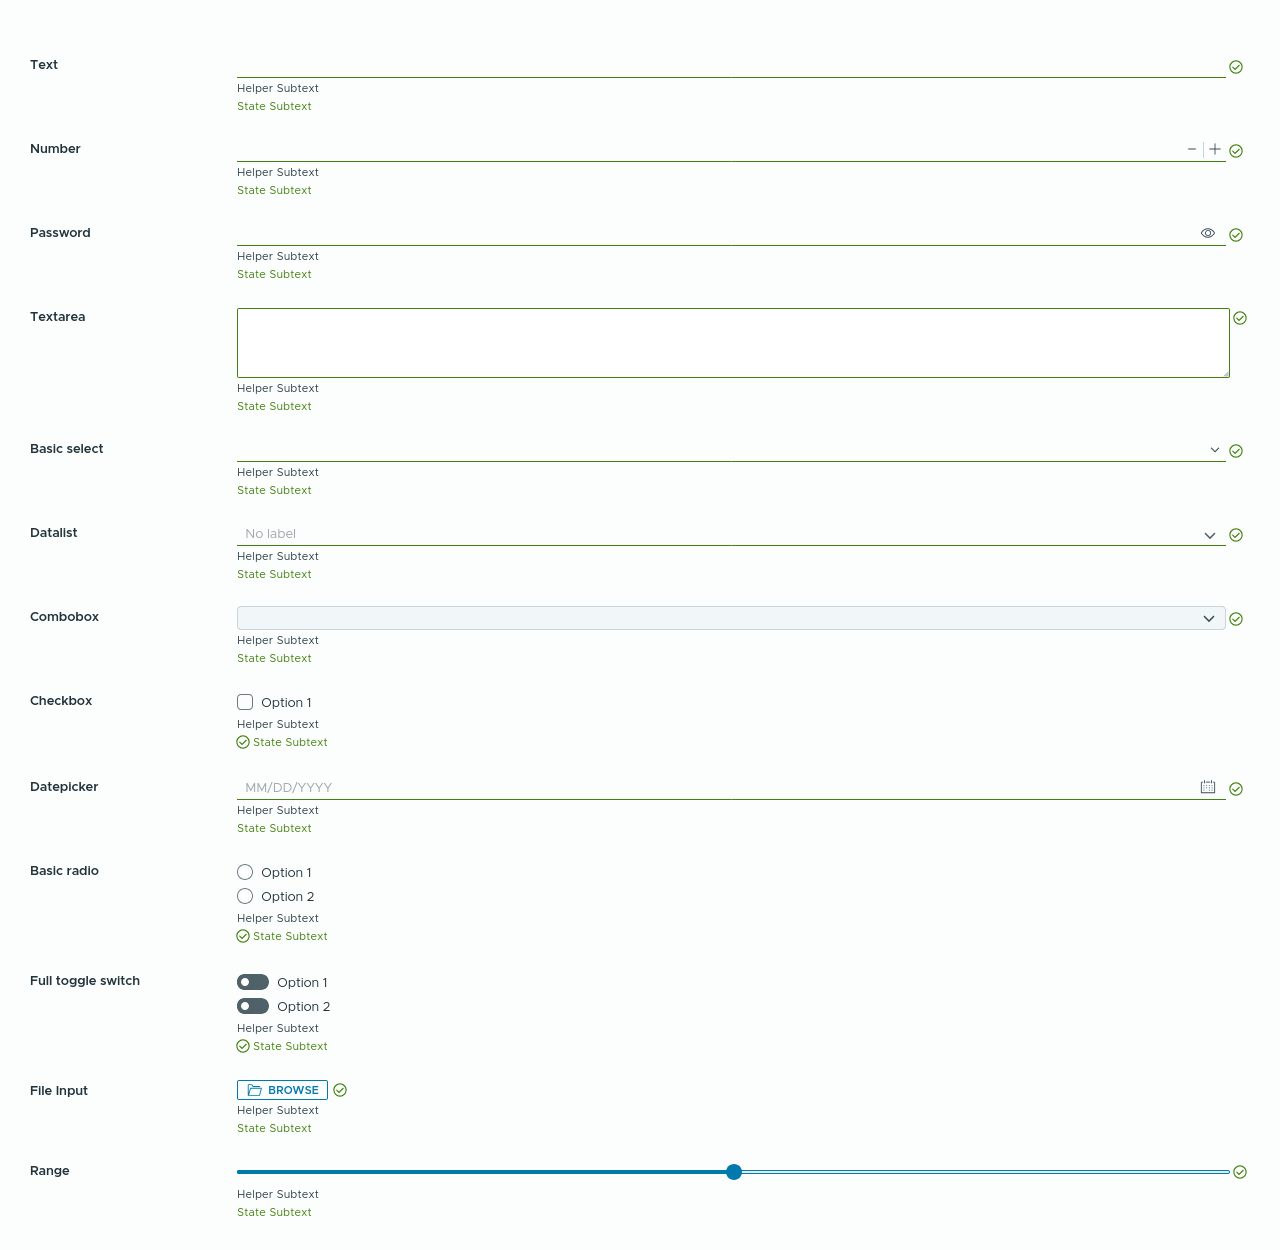 Text
Helper Subtext
State Subtext
Number
Helper Subtext
State Subtext
Password
Helper Subtext
State Subtext
Textarea
Helper Subtext
State Subtext
Basic select
Helper Subtext
State Subtext
Datalist
No label
Helper Subtext
State Subtext
Combobox
Helper Subtext
State Subtext
Checkbox
Option 1
Helper Subtext
State Subtext
Datepicker
MM/DD/YYYY
Helper Subtext
State Subtext
Basic radio
Option 1
Option 2
Helper Subtext
State Subtext
Full toggle switch
Option 1
Option 2
Helper Subtext
State Subtext
File Input
BROWSE
Helper Subtext
State Subtext
Range
Helper Subtext
State Subtext